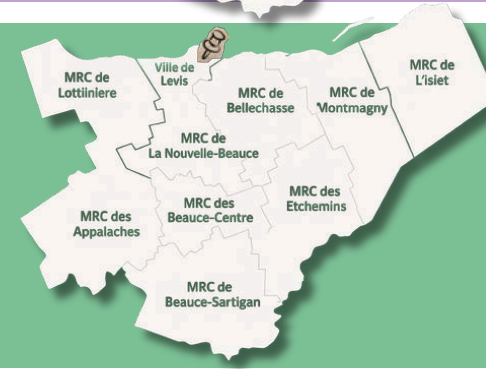 MRC de
Lottiiniere
Ville de
Levis
MRC de
Bellechasse
MRC de
Montmagny
MRC de
L'isiet
MRC de
La Nouvelle-Beauce
MRC des
Appalaches
MRC des
Beauce-Centre
MRC des
Etchemins
MRC de
Beauce-Sartigan